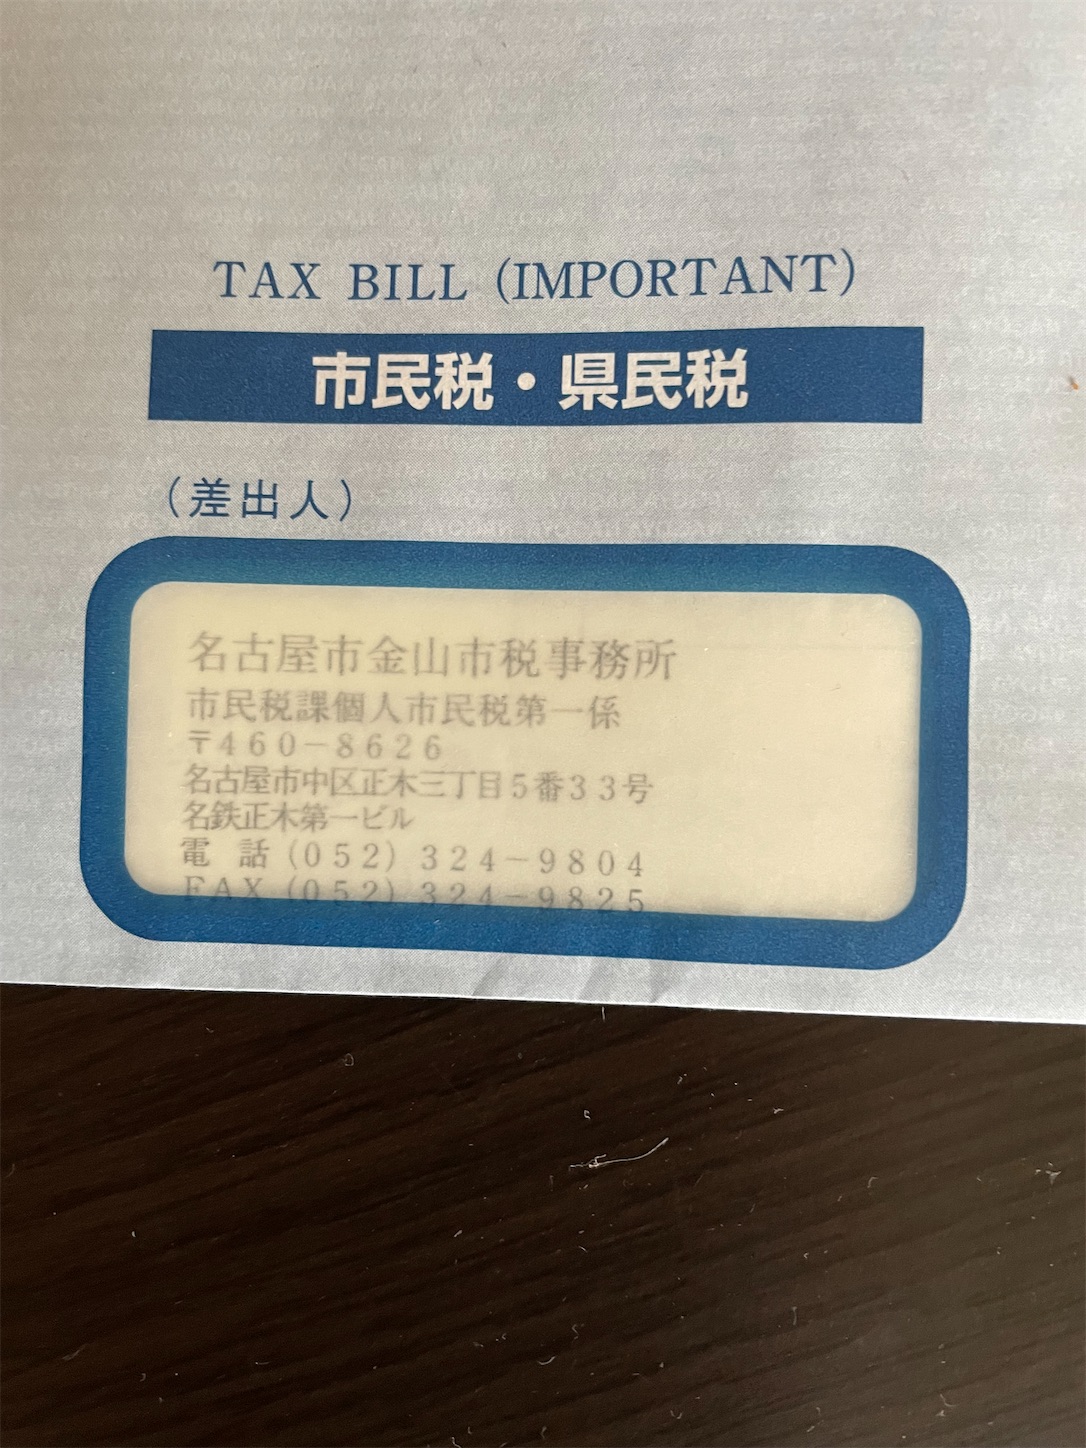 TAX BILL (IMPORTANT)
市民税・県民税
（差出人）
名古屋市金山市税事務所
市民税課個人市民税第一係
〒460－8626
名古屋市中区正木三丁目5番33号
名鉄正木第一ビル
電　話（052）324－9804
FAX（052）324－9825